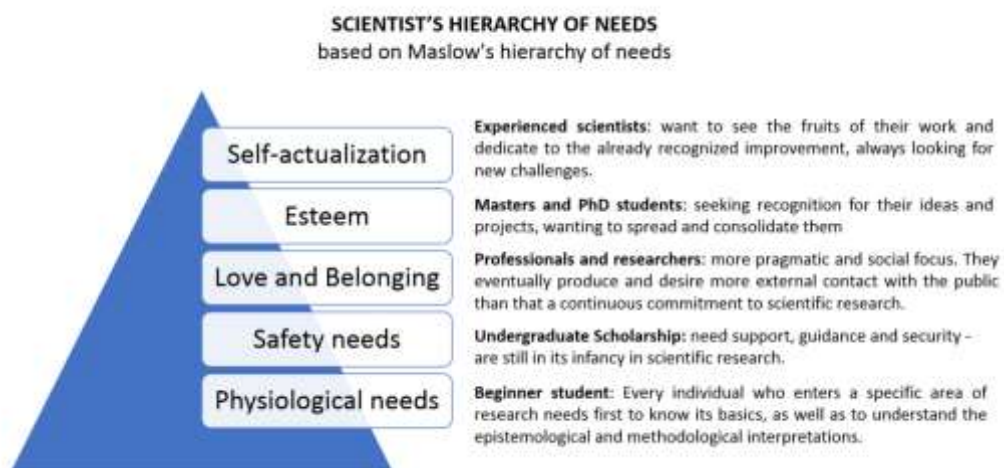 SCIENTIST'S HIERARCHY OF NEEDS
based on Maslow's hierarchy of needs
Self-actualization
Experienced scientists: want to see the fruits of their work and
dedicate to the already recognized improvement, always looking for
new challenges.
Esteem
Masters and PhD students: seeking recognition for their ideas and
projects, wanting to spread and consolidate them
Love and Belonging
Professionals and researchers: more pragmatic and social focus. They
eventually produce and desire more external contact with the public
than that a continuous commitment to scientific research.
Safety needs
Undergraduate Scholarship: need support, guidance and security -
are still in its infancy in scientific research.
Physiological needs
Beginner student: Every individual who enters a specific area of
research needs first to know its basics, as well as to understand the
epistemological and methodological interpretations.